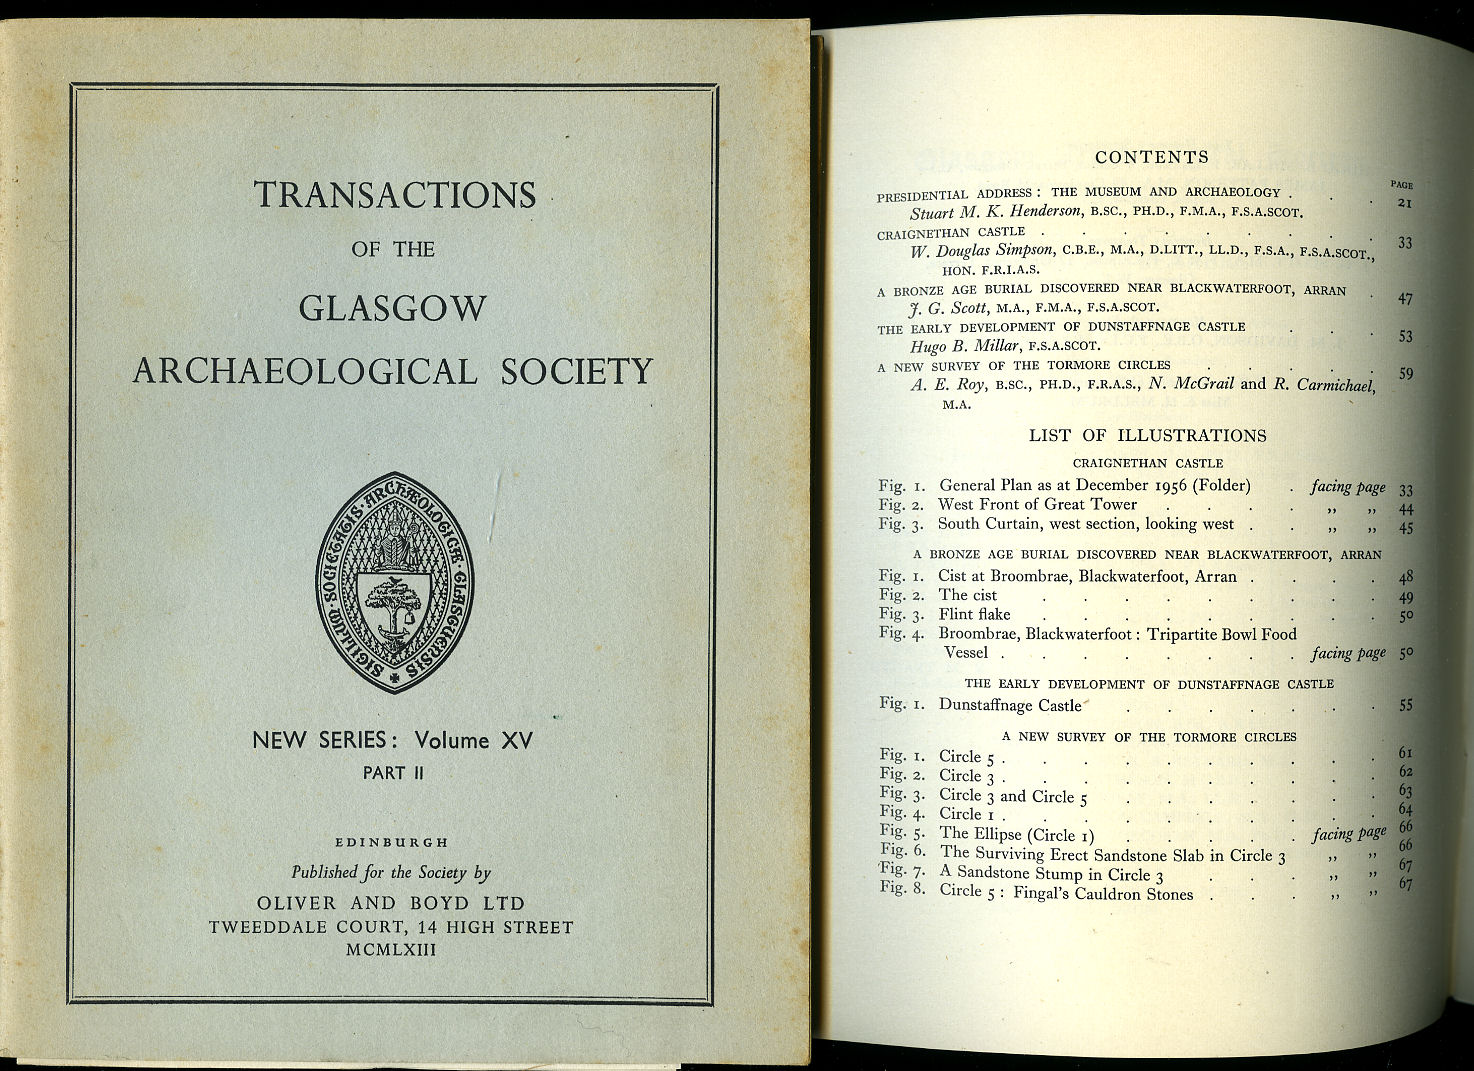 TRANSACTIONS
OF THE
GLASGOW
ARCHAEOLOGICAL SOCIETY
SIGILLUM · SOCIETATIS · ARCHÆOLOGICÆ · GLASGUENSIS
NEW SERIES: Volume XV
PART II
EDINBURGH
Published for the Society by
OLIVER AND BOYD LTD
TWEEDDALE COURT, 14 HIGH STREET
MCMLXIII
CONTENTS
PAGE
PRESIDENTIAL ADDRESS : THE MUSEUM AND ARCHAEOLOGY . . . 21
Stuart M. K. Henderson, B.SC., PH.D., F.M.A., F.S.A.SCOT.
CRAIGNETHAN CASTLE . . . . . . . . . 33
W. Douglas Simpson, C.B.E., M.A., D.LITT., LL.D., F.S.A., F.S.A.SCOT.,
HON. F.R.I.A.S.
A BRONZE AGE BURIAL DISCOVERED NEAR BLACKWATERFOOT, ARRAN . 47
J. G. Scott, M.A., F.M.A., F.S.A.SCOT.
THE EARLY DEVELOPMENT OF DUNSTAFFNAGE CASTLE . . . 53
Hugo B. Millar, F.S.A.SCOT.
A NEW SURVEY OF THE TORMORE CIRCLES . . . . . 59
A. E. Roy, B.SC., PH.D., F.R.A.S., N. McGrail and R. Carmichael,
M.A.
LIST OF ILLUSTRATIONS
CRAIGNETHAN CASTLE
Fig. 1. General Plan as at December 1956 (Folder) . facing page 33
Fig. 2. West Front of Great Tower . . . . ,, ,, 44
Fig. 3. South Curtain, west section, looking west . . ,, ,, 45
A BRONZE AGE BURIAL DISCOVERED NEAR BLACKWATERFOOT, ARRAN
Fig. 1. Cist at Broombrae, Blackwaterfoot, Arran . . . . 48
Fig. 2. The cist . . . . . . . . . 49
Fig. 3. Flint flake . . . . . . . . . 50
Fig. 4. Broombrae, Blackwaterfoot : Tripartite Bowl Food
Vessel . . . . . . . . facing page 50
THE EARLY DEVELOPMENT OF DUNSTAFFNAGE CASTLE
Fig. 1. Dunstaffnage Castle . . . . . . . 55
A NEW SURVEY OF THE TORMORE CIRCLES
Fig. 1. Circle 5 . . . . . . . . . . 61
Fig. 2. Circle 3 . . . . . . . . . . 62
Fig. 3. Circle 3 and Circle 5 . . . . . . . 63
Fig. 4. Circle 1 . . . . . . . . . . 64
Fig. 5. The Ellipse (Circle 1) . . . . . facing page 66
Fig. 6. The Surviving Erect Sandstone Slab in Circle 3 ,, ,, 66
Fig. 7. A Sandstone Stump in Circle 3 . . . ,, ,, 67
Fig. 8. Circle 5 : Fingal's Cauldron Stones . . . ,, ,, 67